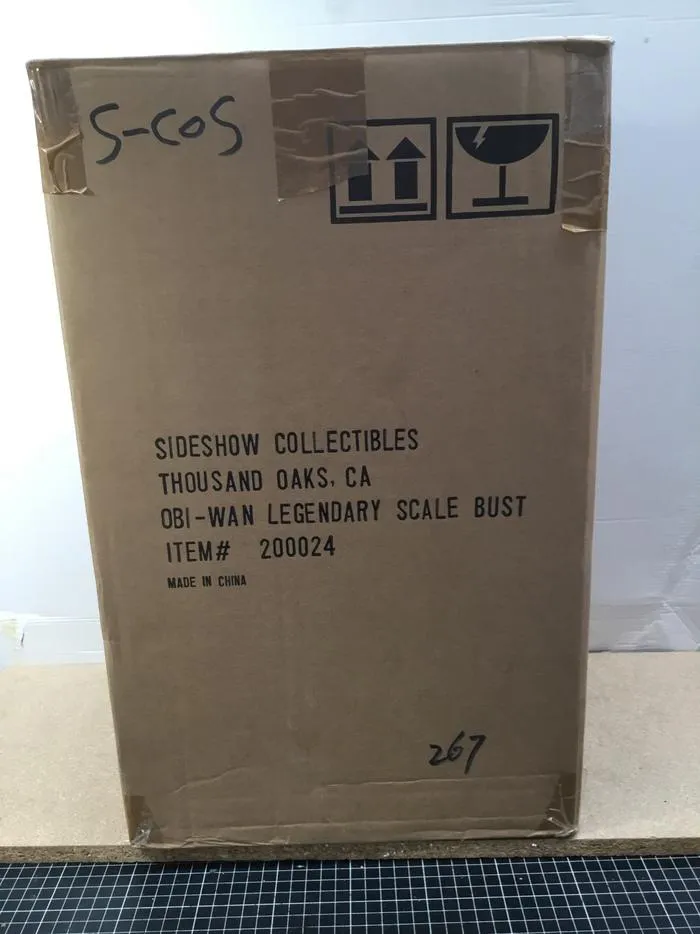 S-COS
SIDESHOW COLLECTIBLES
THOUSAND OAKS, CA
OBI-WAN LEGENDARY SCALE BUST
ITEM# 200024
MADE IN CHINA
267